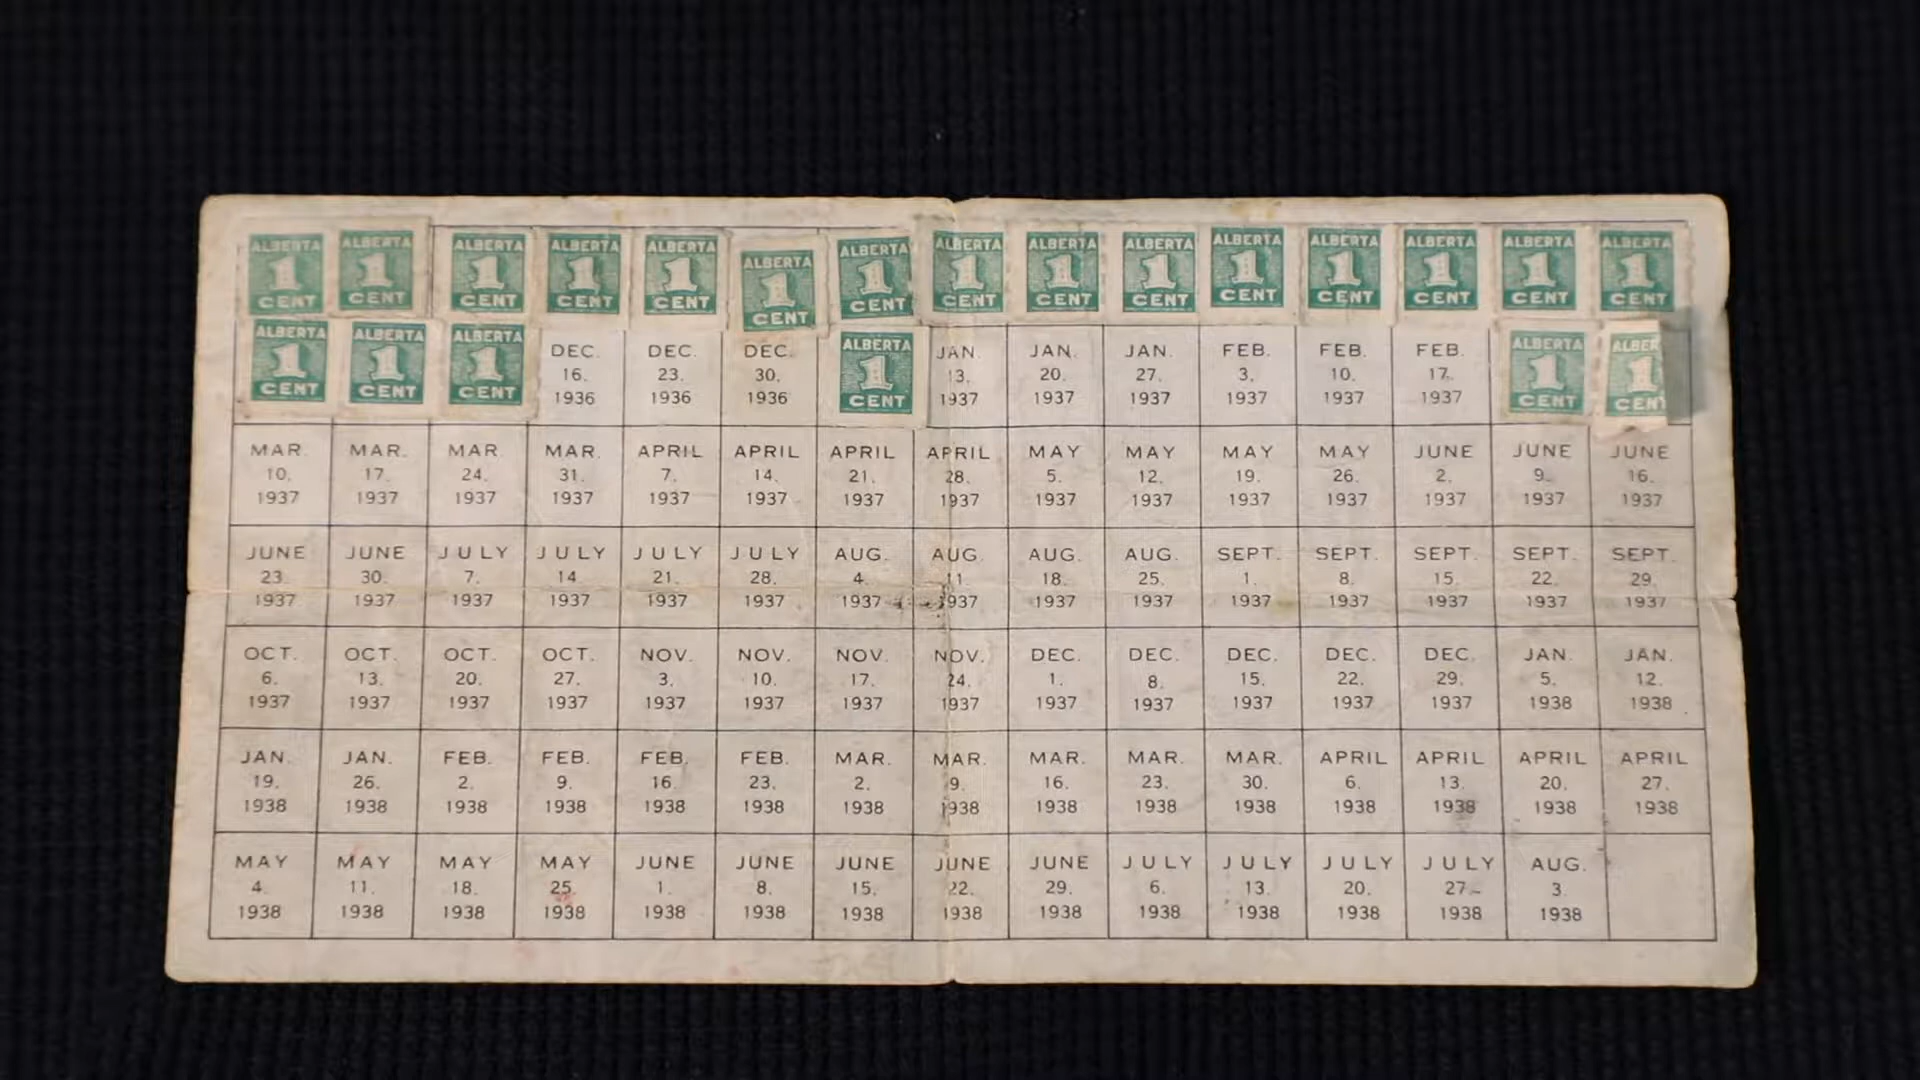 ALBERTA ALBERTA ALBERTA ALBERTA ALBERTA ALBERTA ALBERTA ALBERTA ALBERTA ALBERTA ALBERTA ALBERTA ALBERTA ALBERTA ALBERTA
1 1 1 1 1 1 1 1 1 1 1 1 1 1 1
CENT CENT CENT CENT CENT CENT CENT CENT CENT CENT CENT CENT CENT CENT CENT
ALBERTA ALBERTA ALBERTA DEC. DEC. DEC. ALBERTA JAN. JAN. JAN. FEB. FEB. FEB. ALBERTA ALBER
1 1 1 16. 23. 30. 1 13. 20. 27. 3. 10. 17. 1 1
CENT CENT CENT 1936 1936 1936 CENT 1937 1937 1937 1937 1937 1937 CENT CENT
MAR. MAR. MAR. MAR. APRIL APRIL APRIL APRIL MAY MAY MAY MAY JUNE JUNE JUNE
10. 17. 24. 31. 7. 14. 21. 28. 5. 12. 19. 26. 2. 9. 16.
1937 1937 1937 1937 1937 1937 1937 1937 1937 1937 1937 1937 1937 1937 1937
JUNE JUNE JULY JULY JULY JULY AUG. AUG. AUG. AUG. SEPT. SEPT. SEPT. SEPT. SEPT.
23. 30. 7. 14. 21. 28. 4. 11. 18. 25. 1. 8. 15. 22. 29.
1937 1937 1937 1937 1937 1937 1937 1937 1937 1937 1937 1937 1937 1937 1937
OCT. OCT. OCT. OCT. NOV. NOV. NOV. NOV. DEC. DEC. DEC. DEC. DEC. JAN. JAN.
6. 13. 20. 27. 3. 10. 17. 24. 1. 8. 15. 22. 29. 5. 12.
1937 1937 1937 1937 1937 1937 1937 1937 1937 1937 1937 1937 1937 1938 1938
JAN. JAN. FEB. FEB. FEB. FEB. MAR. MAR. MAR. MAR. MAR. APRIL APRIL APRIL APRIL
19. 26. 2. 9. 16. 23. 2. 9. 16. 23. 30. 6. 13. 20. 27.
1938 1938 1938 1938 1938 1938 1938 1938 1938 1938 1938 1938 1938 1938 1938
MAY MAY MAY MAY JUNE JUNE JUNE JUNE JUNE JULY JULY JULY JULY AUG.
4. 11. 18. 25. 1. 8. 15. 22. 29. 6. 13. 20. 27. 3.
1938 1938 1938 1938 1938 1938 1938 1938 1938 1938 1938 1938 1938 1938